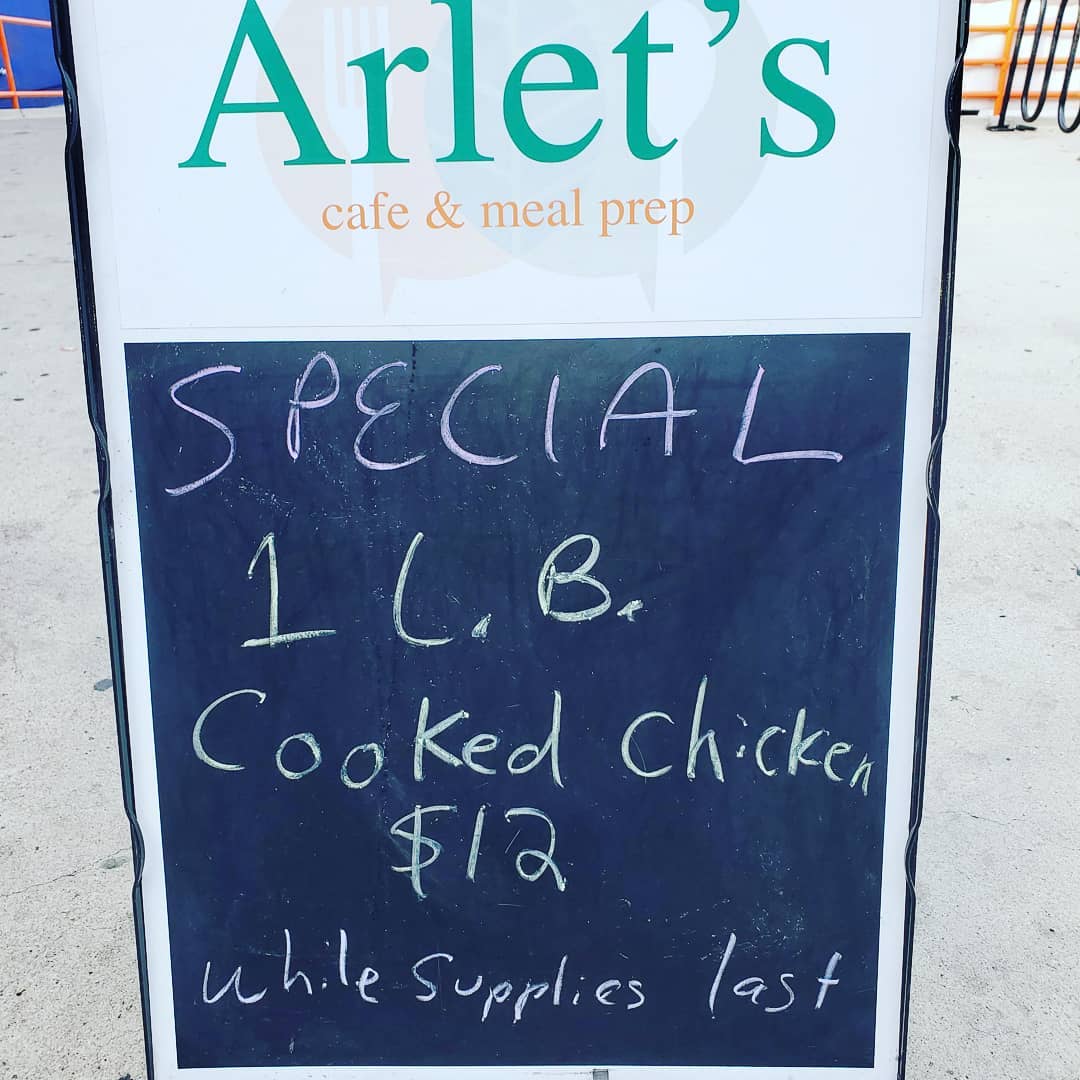 Arlet's
cafe & meal prep
SPECIAL
1 L.B.
Cooked chicken
$12
while supplies last